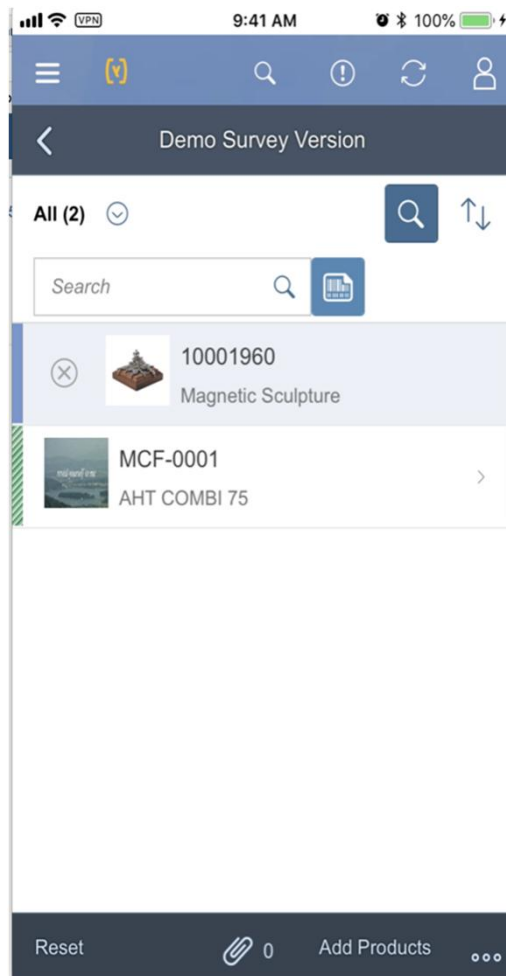 VPN
9:41 AM
100%
Demo Survey Version
All (2)
Search
10001960
Magnetic Sculpture
MCF-0001
AHT COMBI 75
Reset
0
Add Products